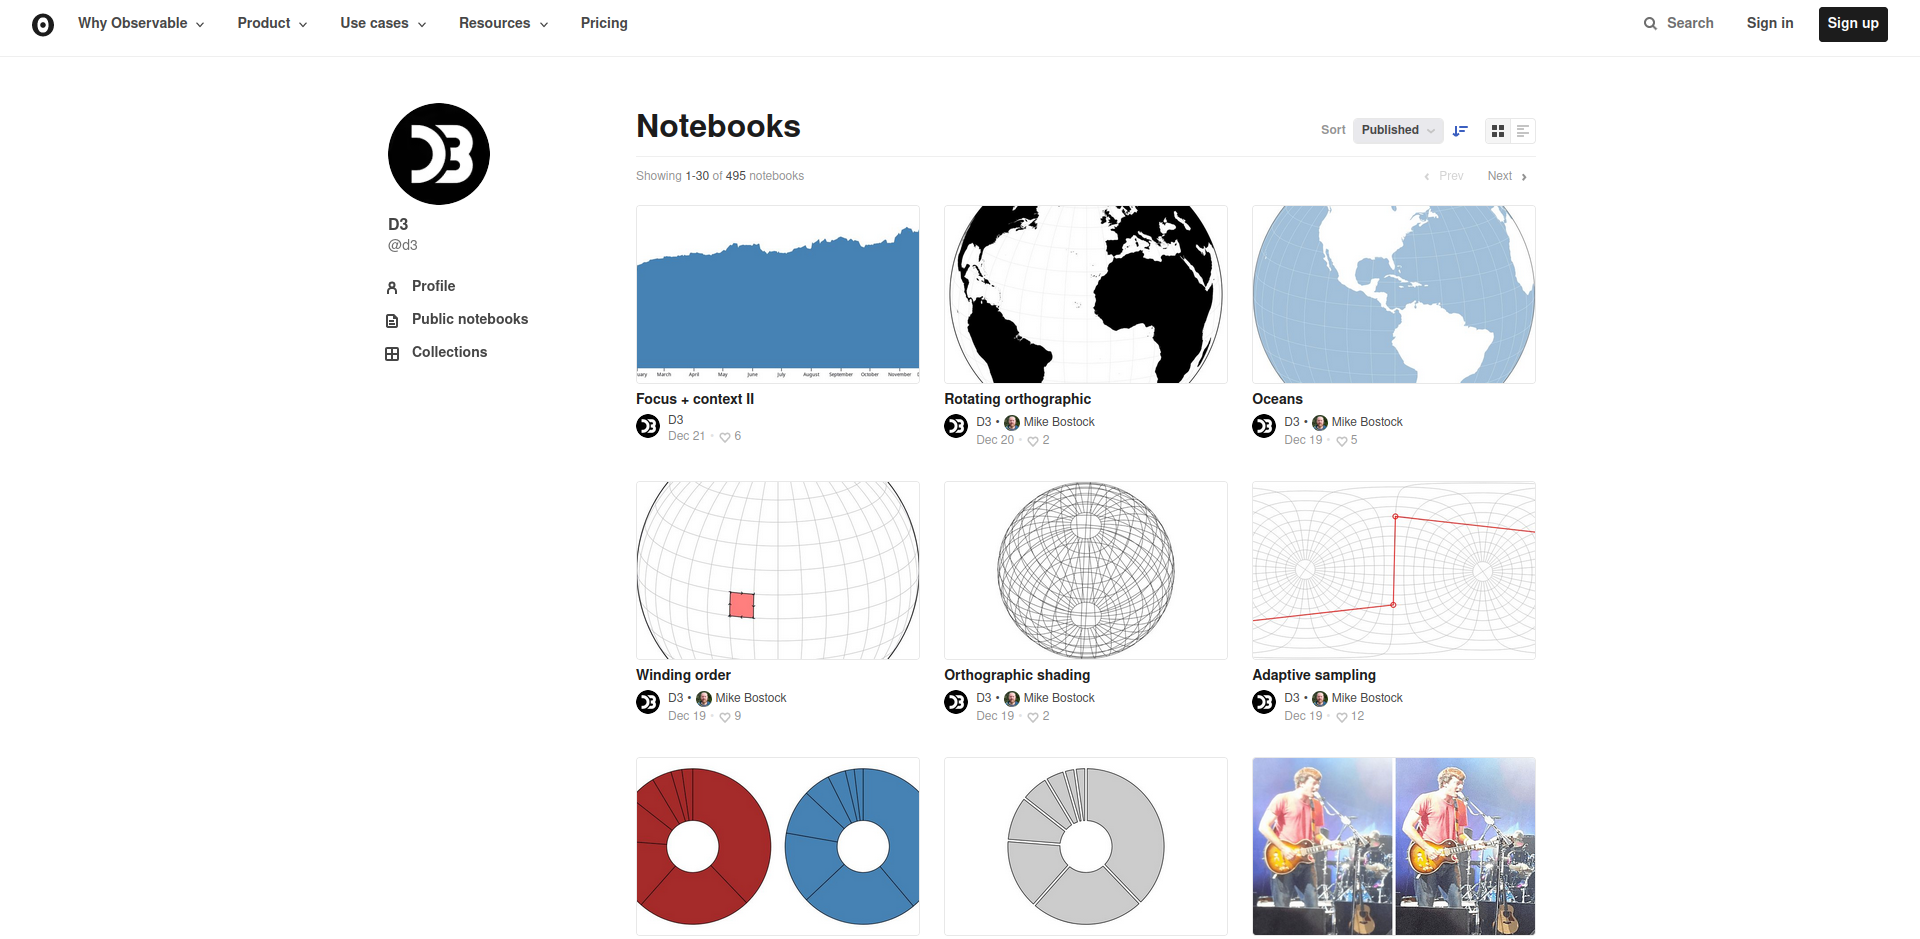 Why Observable Product Use cases Resources Pricing Search Sign in Sign up
D3
@d3
Profile
Public notebooks
Collections
Notebooks
Sort Published
Showing 1-30 of 495 notebooks
Prev Next
March April May June July August September October November
Focus + context II
D3
Dec 21 · 6
Rotating orthographic
D3 • Mike Bostock
Dec 20 · 2
Oceans
D3 • Mike Bostock
Dec 19 · 5
Winding order
D3 • Mike Bostock
Dec 19 · 9
Orthographic shading
D3 • Mike Bostock
Dec 19 · 2
Adaptive sampling
D3 • Mike Bostock
Dec 19 · 12